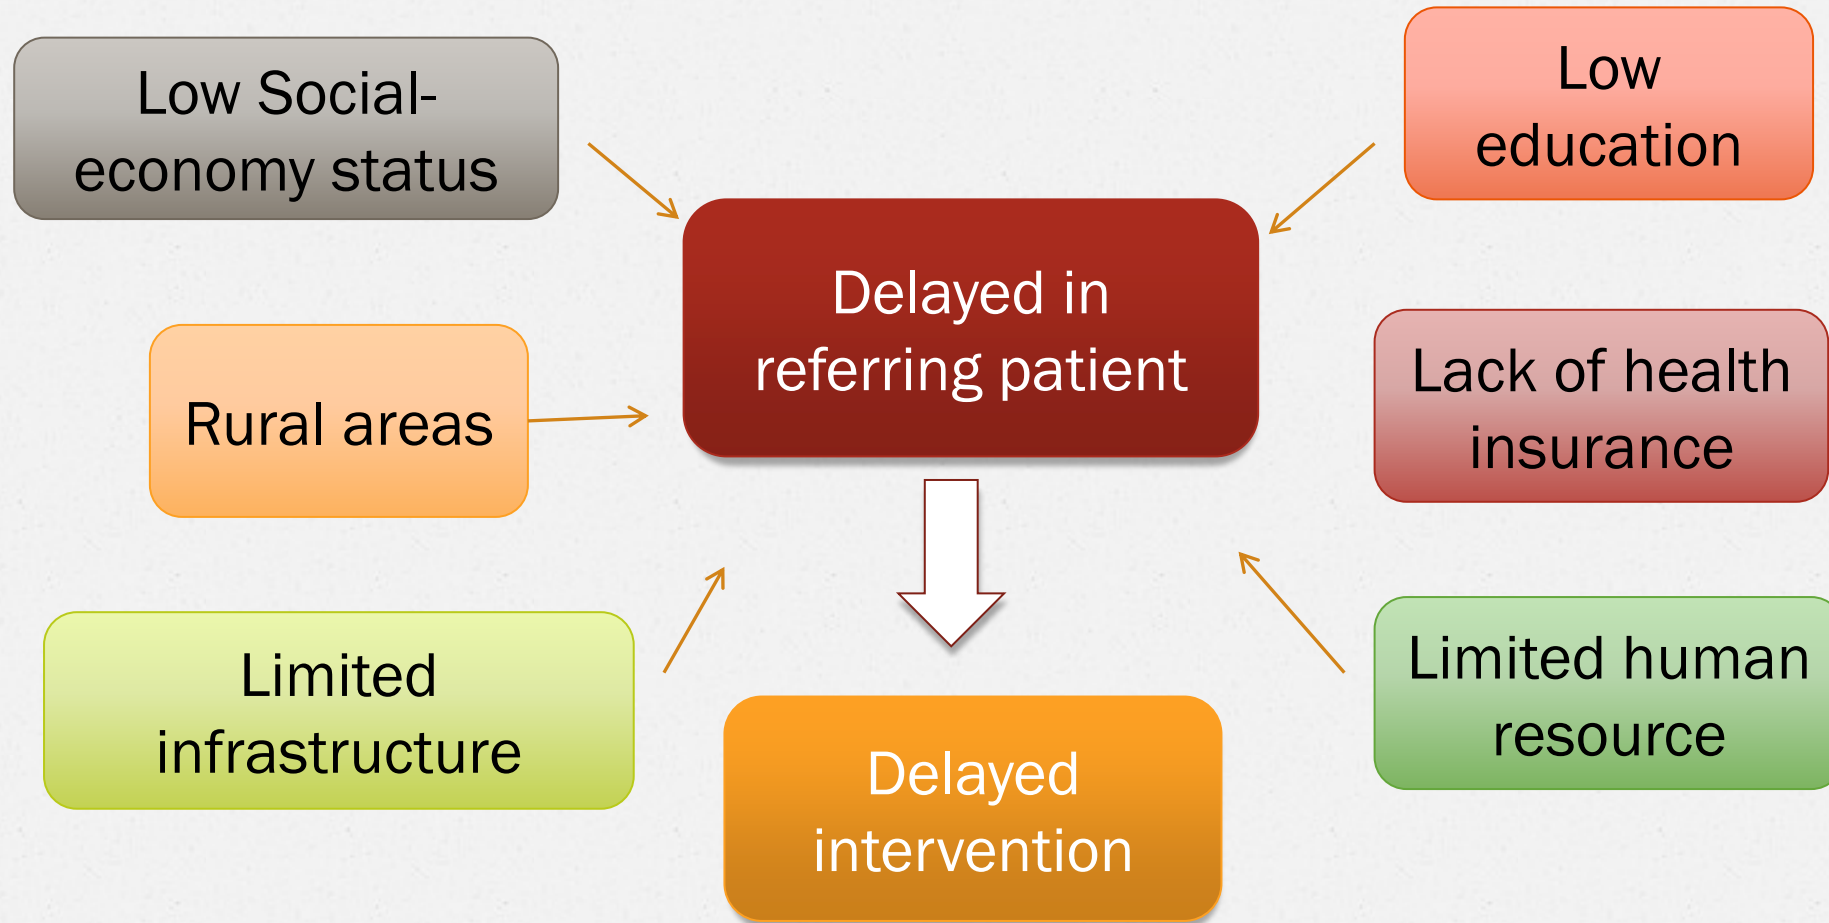 Low Social-
economy status
Low
education
Delayed in
referring patient
Rural areas
Lack of health
insurance
Limited
infrastructure
Limited human
resource
Delayed
intervention